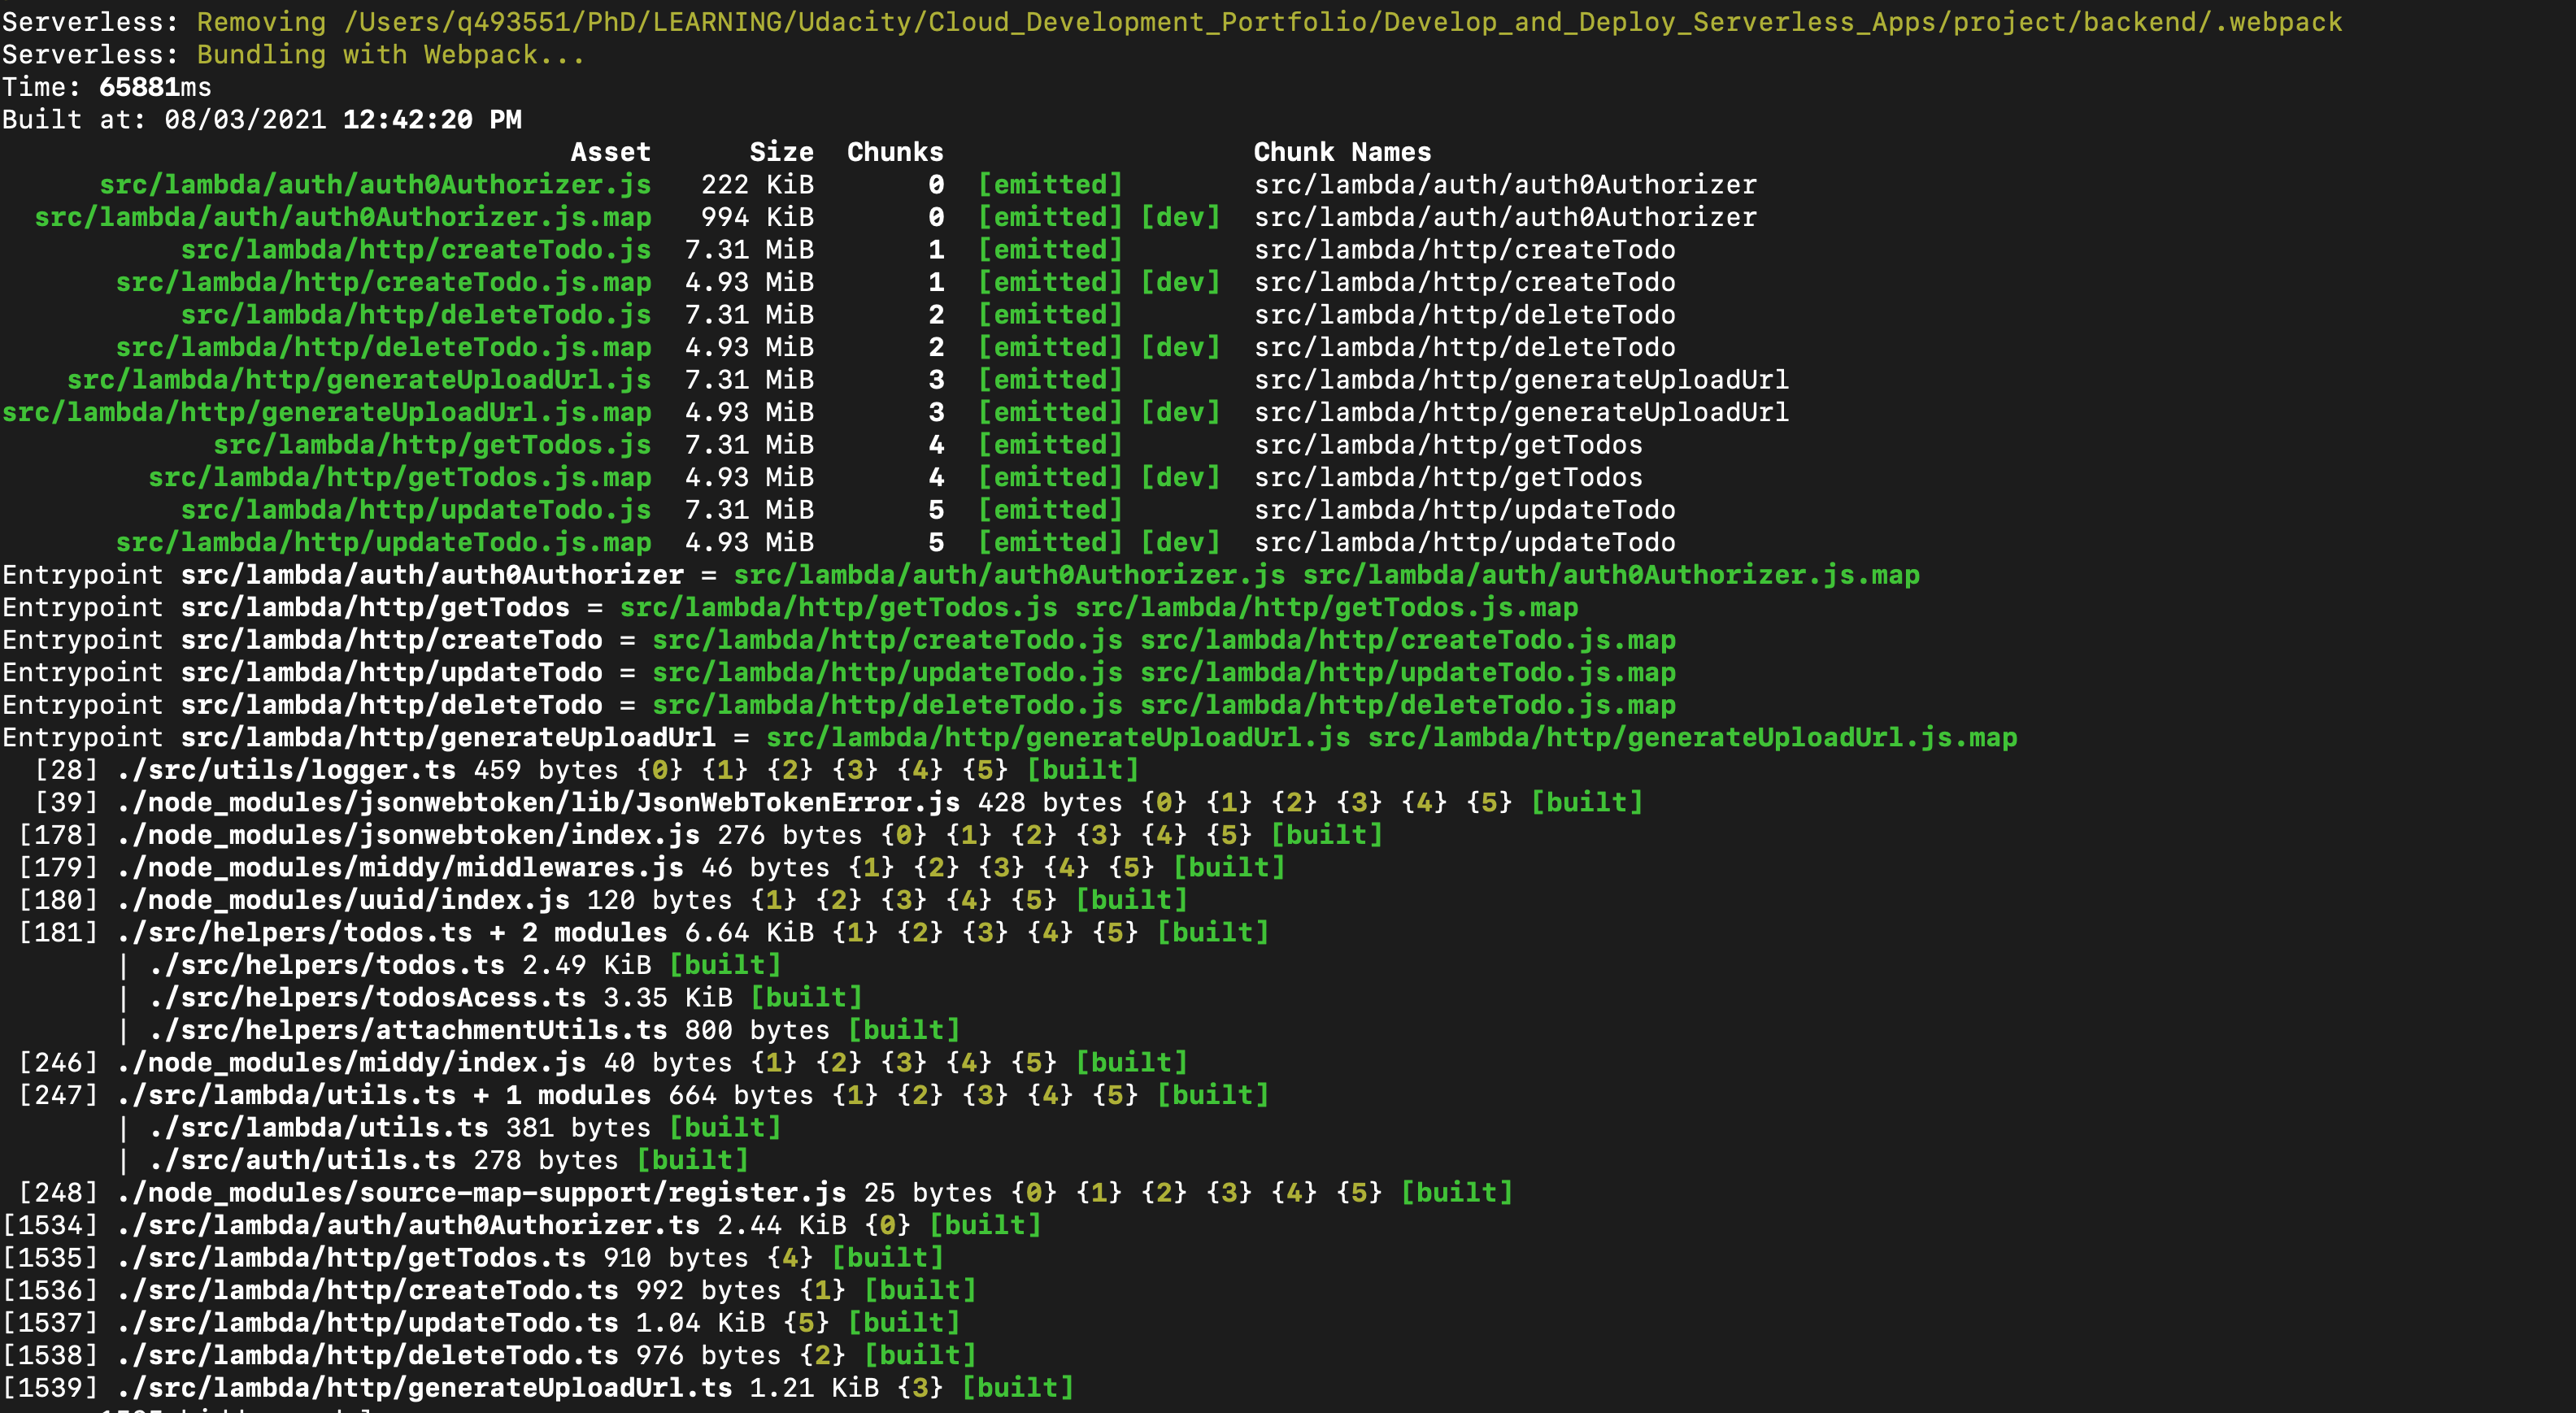 Serverless: Removing /Users/q493551/PhD/LEARNING/Udacity/Cloud_Development_Portfolio/Develop_and_Deploy_Serverless_Apps/project/backend/.webpack
Serverless: Bundling with Webpack...
Time: 65881ms
Built at: 08/03/2021 12:42:20 PM
Asset Size Chunks Chunk Names
src/lambda/auth/auth0Authorizer.js 222 KiB 0 [emitted] src/lambda/auth/auth0Authorizer
src/lambda/auth/auth0Authorizer.js.map 994 KiB 0 [emitted] [dev] src/lambda/auth/auth0Authorizer
src/lambda/http/createTodo.js 7.31 MiB 1 [emitted] src/lambda/http/createTodo
src/lambda/http/createTodo.js.map 4.93 MiB 1 [emitted] [dev] src/lambda/http/createTodo
src/lambda/http/deleteTodo.js 7.31 MiB 2 [emitted] src/lambda/http/deleteTodo
src/lambda/http/deleteTodo.js.map 4.93 MiB 2 [emitted] [dev] src/lambda/http/deleteTodo
src/lambda/http/generateUploadUrl.js 7.31 MiB 3 [emitted] src/lambda/http/generateUploadUrl
src/lambda/http/generateUploadUrl.js.map 4.93 MiB 3 [emitted] [dev] src/lambda/http/generateUploadUrl
src/lambda/http/getTodos.js 7.31 MiB 4 [emitted] src/lambda/http/getTodos
src/lambda/http/getTodos.js.map 4.93 MiB 4 [emitted] [dev] src/lambda/http/getTodos
src/lambda/http/updateTodo.js 7.31 MiB 5 [emitted] src/lambda/http/updateTodo
src/lambda/http/updateTodo.js.map 4.93 MiB 5 [emitted] [dev] src/lambda/http/updateTodo
Entrypoint src/lambda/auth/auth0Authorizer = src/lambda/auth/auth0Authorizer.js src/lambda/auth/auth0Authorizer.js.map
Entrypoint src/lambda/http/getTodos = src/lambda/http/getTodos.js src/lambda/http/getTodos.js.map
Entrypoint src/lambda/http/createTodo = src/lambda/http/createTodo.js src/lambda/http/createTodo.js.map
Entrypoint src/lambda/http/updateTodo = src/lambda/http/updateTodo.js src/lambda/http/updateTodo.js.map
Entrypoint src/lambda/http/deleteTodo = src/lambda/http/deleteTodo.js src/lambda/http/deleteTodo.js.map
Entrypoint src/lambda/http/generateUploadUrl = src/lambda/http/generateUploadUrl.js src/lambda/http/generateUploadUrl.js.map
[28] ./src/utils/logger.ts 459 bytes {0} {1} {2} {3} {4} {5} [built]
[39] ./node_modules/jsonwebtoken/lib/JsonWebTokenError.js 428 bytes {0} {1} {2} {3} {4} {5} [built]
[178] ./node_modules/jsonwebtoken/index.js 276 bytes {0} {1} {2} {3} {4} {5} [built]
[179] ./node_modules/middy/middlewares.js 46 bytes {1} {2} {3} {4} {5} [built]
[180] ./node_modules/uuid/index.js 120 bytes {1} {2} {3} {4} {5} [built]
[181] ./src/helpers/todos.ts + 2 modules 6.64 KiB {1} {2} {3} {4} {5} [built]
| ./src/helpers/todos.ts 2.49 KiB [built]
| ./src/helpers/todosAcess.ts 3.35 KiB [built]
| ./src/helpers/attachmentUtils.ts 800 bytes [built]
[246] ./node_modules/middy/index.js 40 bytes {1} {2} {3} {4} {5} [built]
[247] ./src/lambda/utils.ts + 1 modules 664 bytes {1} {2} {3} {4} {5} [built]
| ./src/lambda/utils.ts 381 bytes [built]
| ./src/auth/utils.ts 278 bytes [built]
[248] ./node_modules/source-map-support/register.js 25 bytes {0} {1} {2} {3} {4} {5} [built]
[1534] ./src/lambda/auth/auth0Authorizer.ts 2.44 KiB {0} [built]
[1535] ./src/lambda/http/getTodos.ts 910 bytes {4} [built]
[1536] ./src/lambda/http/createTodo.ts 992 bytes {1} [built]
[1537] ./src/lambda/http/updateTodo.ts 1.04 KiB {5} [built]
[1538] ./src/lambda/http/deleteTodo.ts 976 bytes {2} [built]
[1539] ./src/lambda/http/generateUploadUrl.ts 1.21 KiB {3} [built]